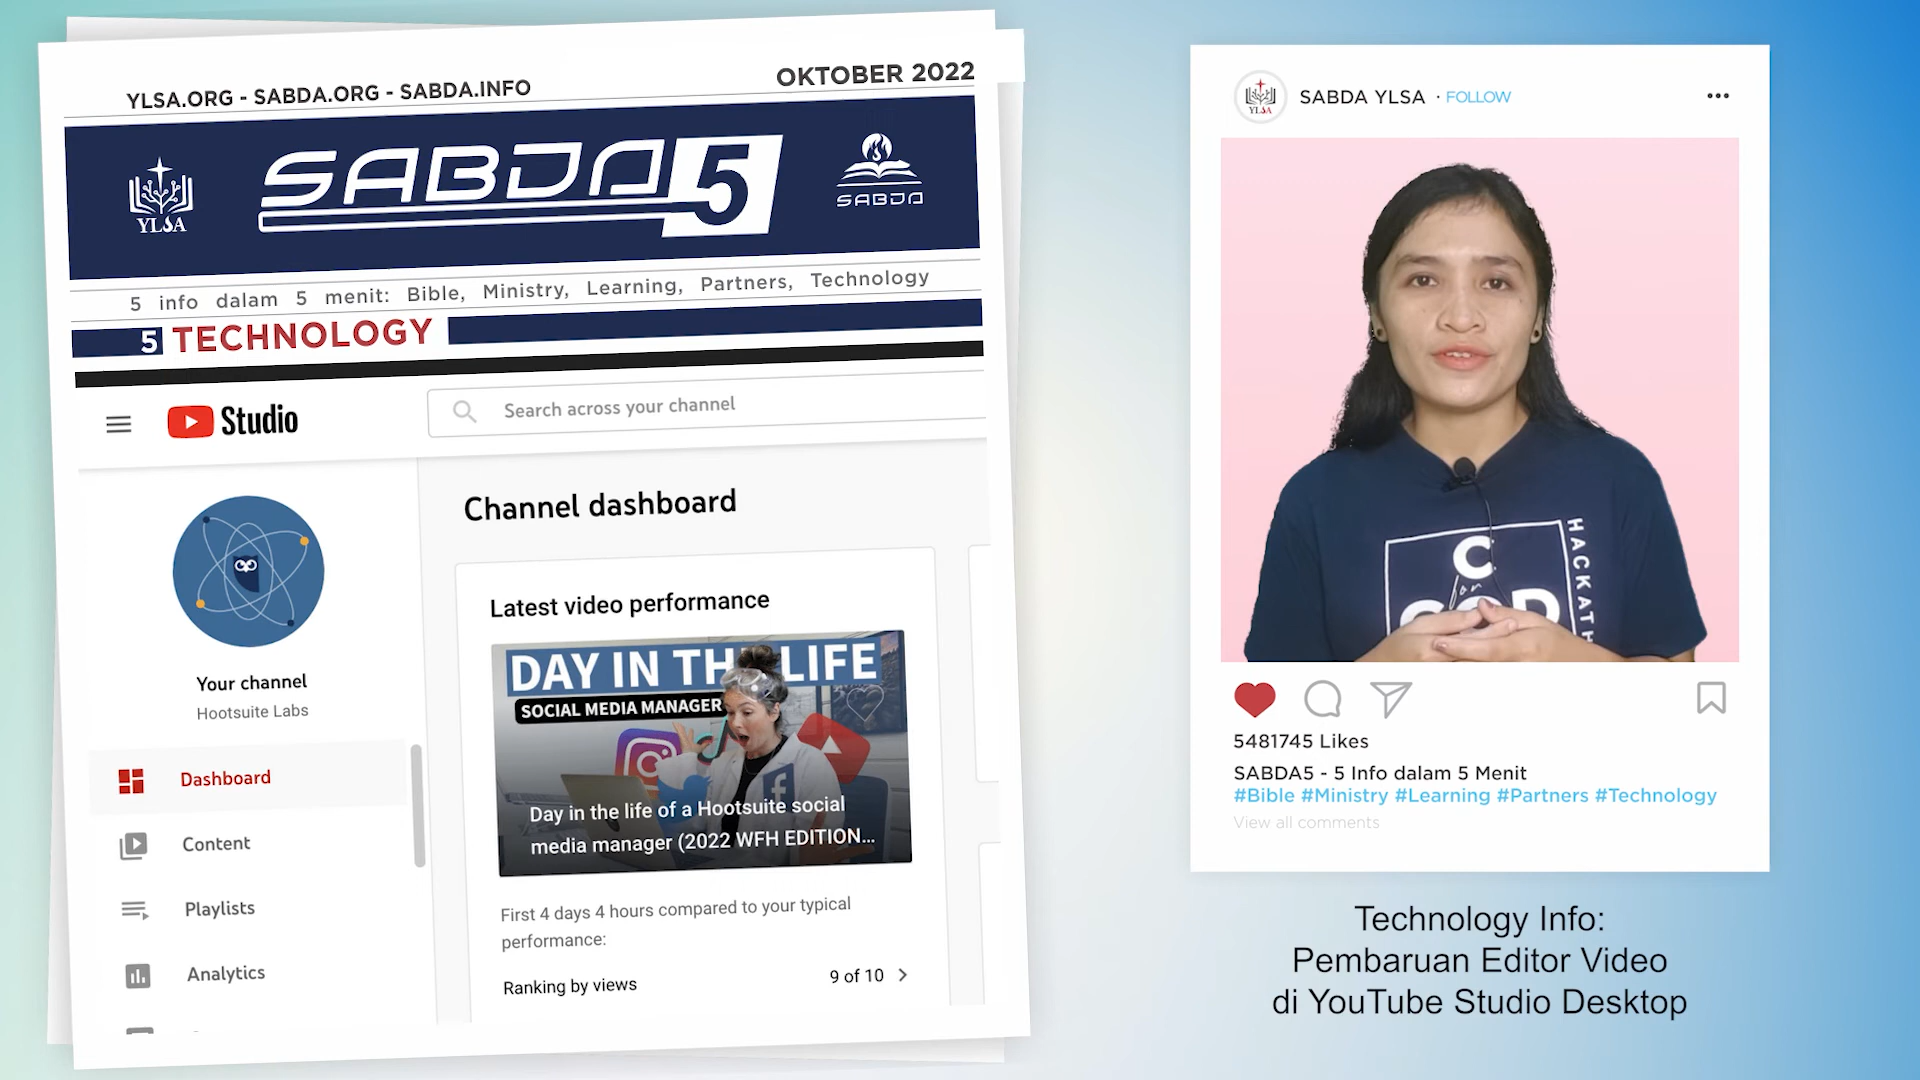 YLSA.ORG - SABDA.ORG - SABDA.INFO
OKTOBER 2022
YLSA
SABDA 5
SABDA
5 info dalam 5 menit: Bible, Ministry, Learning, Partners, Technology
5 TECHNOLOGY
Studio
Search across your channel
Channel dashboard
Your channel
Hootsuite Labs
Dashboard
Content
Playlists
Analytics
Latest video performance
DAY IN THE LIFE
SOCIAL MEDIA MANAGER
Day in the life of a Hootsuite social
media manager (2022 WFH EDITION...
First 4 days 4 hours compared to your typical
performance:
Ranking by views
9 of 10
YLSA
SABDA YLSA · FOLLOW
C
on
GOD
HACKATH
5481745 Likes
SABDA5 - 5 Info dalam 5 Menit
#Bible #Ministry #Learning #Partners #Technology
View all comments
Technology Info:
Pembaruan Editor Video
di YouTube Studio Desktop